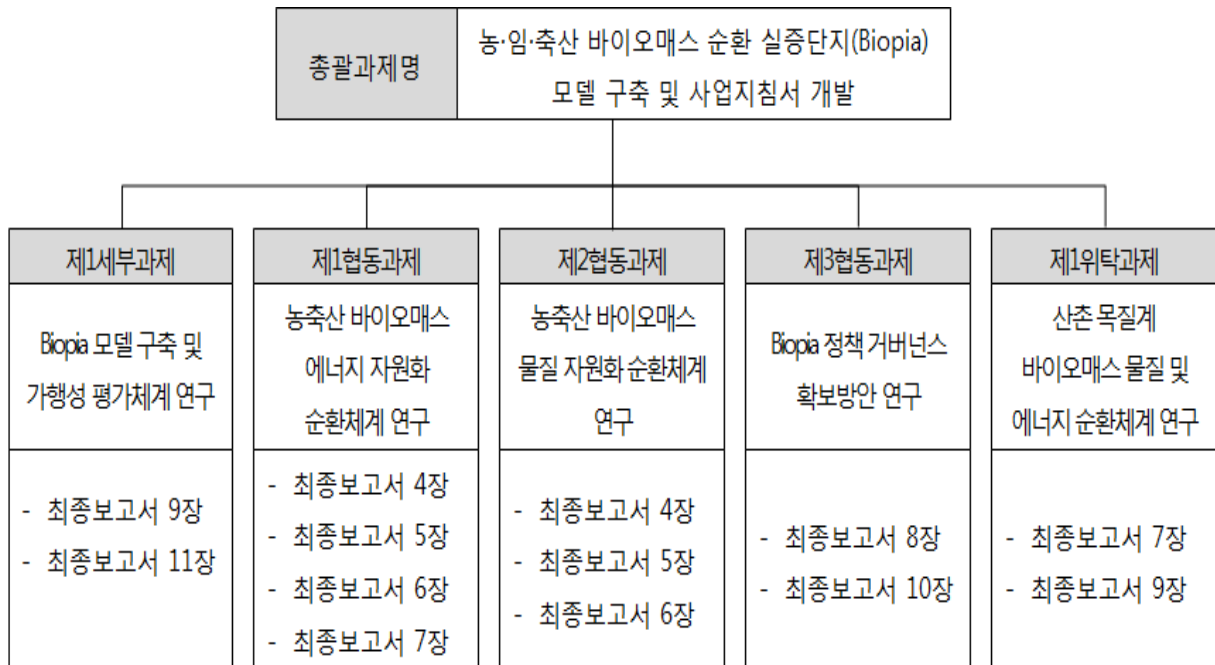 총괄과제명
농·임·축산 바이오매스 순환 실증단지(Biopia)
모델 구축 및 사업지침서 개발
제1세부과제
Biopia 모델 구축 및
가행성 평가체계 연구
- 최종보고서 9장
- 최종보고서 11장
제1협동과제
농축산 바이오매스
에너지 자원화
순환체계 연구
- 최종보고서 4장
- 최종보고서 5장
- 최종보고서 6장
- 최종보고서 7장
제2협동과제
농축산 바이오매스
물질 자원화 순환체계
연구
- 최종보고서 4장
- 최종보고서 5장
- 최종보고서 6장
제3협동과제
Biopia 정책 거버넌스
확보방안 연구
- 최종보고서 8장
- 최종보고서 10장
제1위탁과제
산촌 목질계
바이오매스 물질 및
에너지 순환체계 연구
- 최종보고서 7장
- 최종보고서 9장